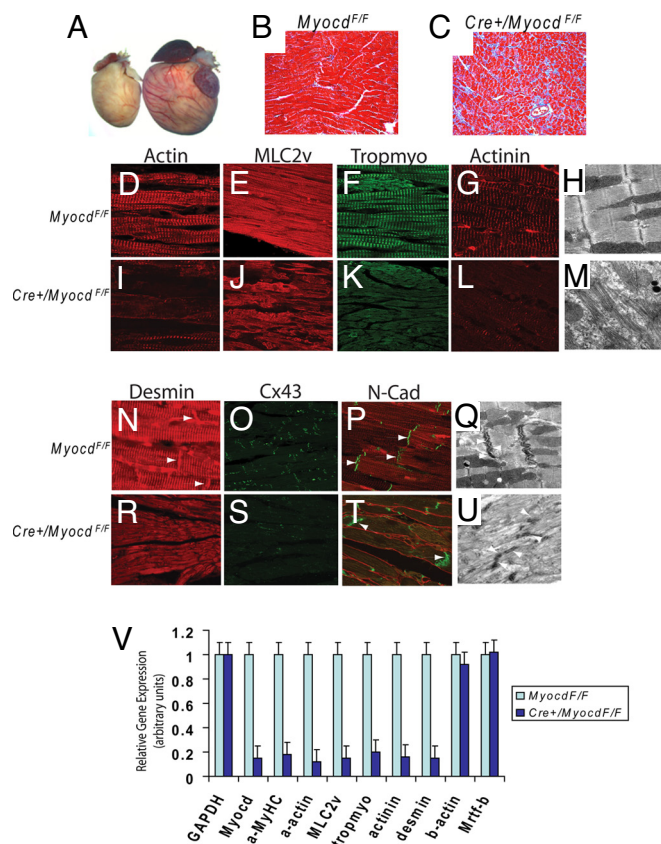 A
B
Myocd F/F
C
Cre+/Myocd F/F
Actin MLC2v Tropmyo Actinin
Myocd F/F
D E F G H
Cre+/Myocd F/F
I J K L M
Desmin Cx43 N-Cad
Myocd F/F
N O P Q
Cre+/Myocd F/F
R S T U
V
Relative Gene Expression
(arbitrary units)
1.2
1
0.8
0.6
0.4
0.2
0
GAPDH Myocd a-MyHC a-actin MLC2v tropmyo actinin desmin b-actin Mrtf-b
MyocdF/F
Cre+/MyocdF/F